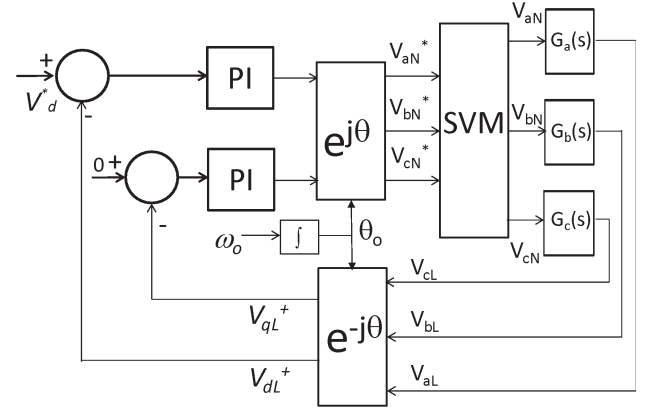 V_aN
+
PI
V_aN*
G_a(s)
V*_d
-
e^jθ
V_bN*
SVM
V_bN
G_b(s)
0
+
PI
V_cN*
-
ω_o
∫
θ_o
V_cN
G_c(s)
V_cL
V_qL+
e^-jθ
V_bL
V_dL+
V_aL